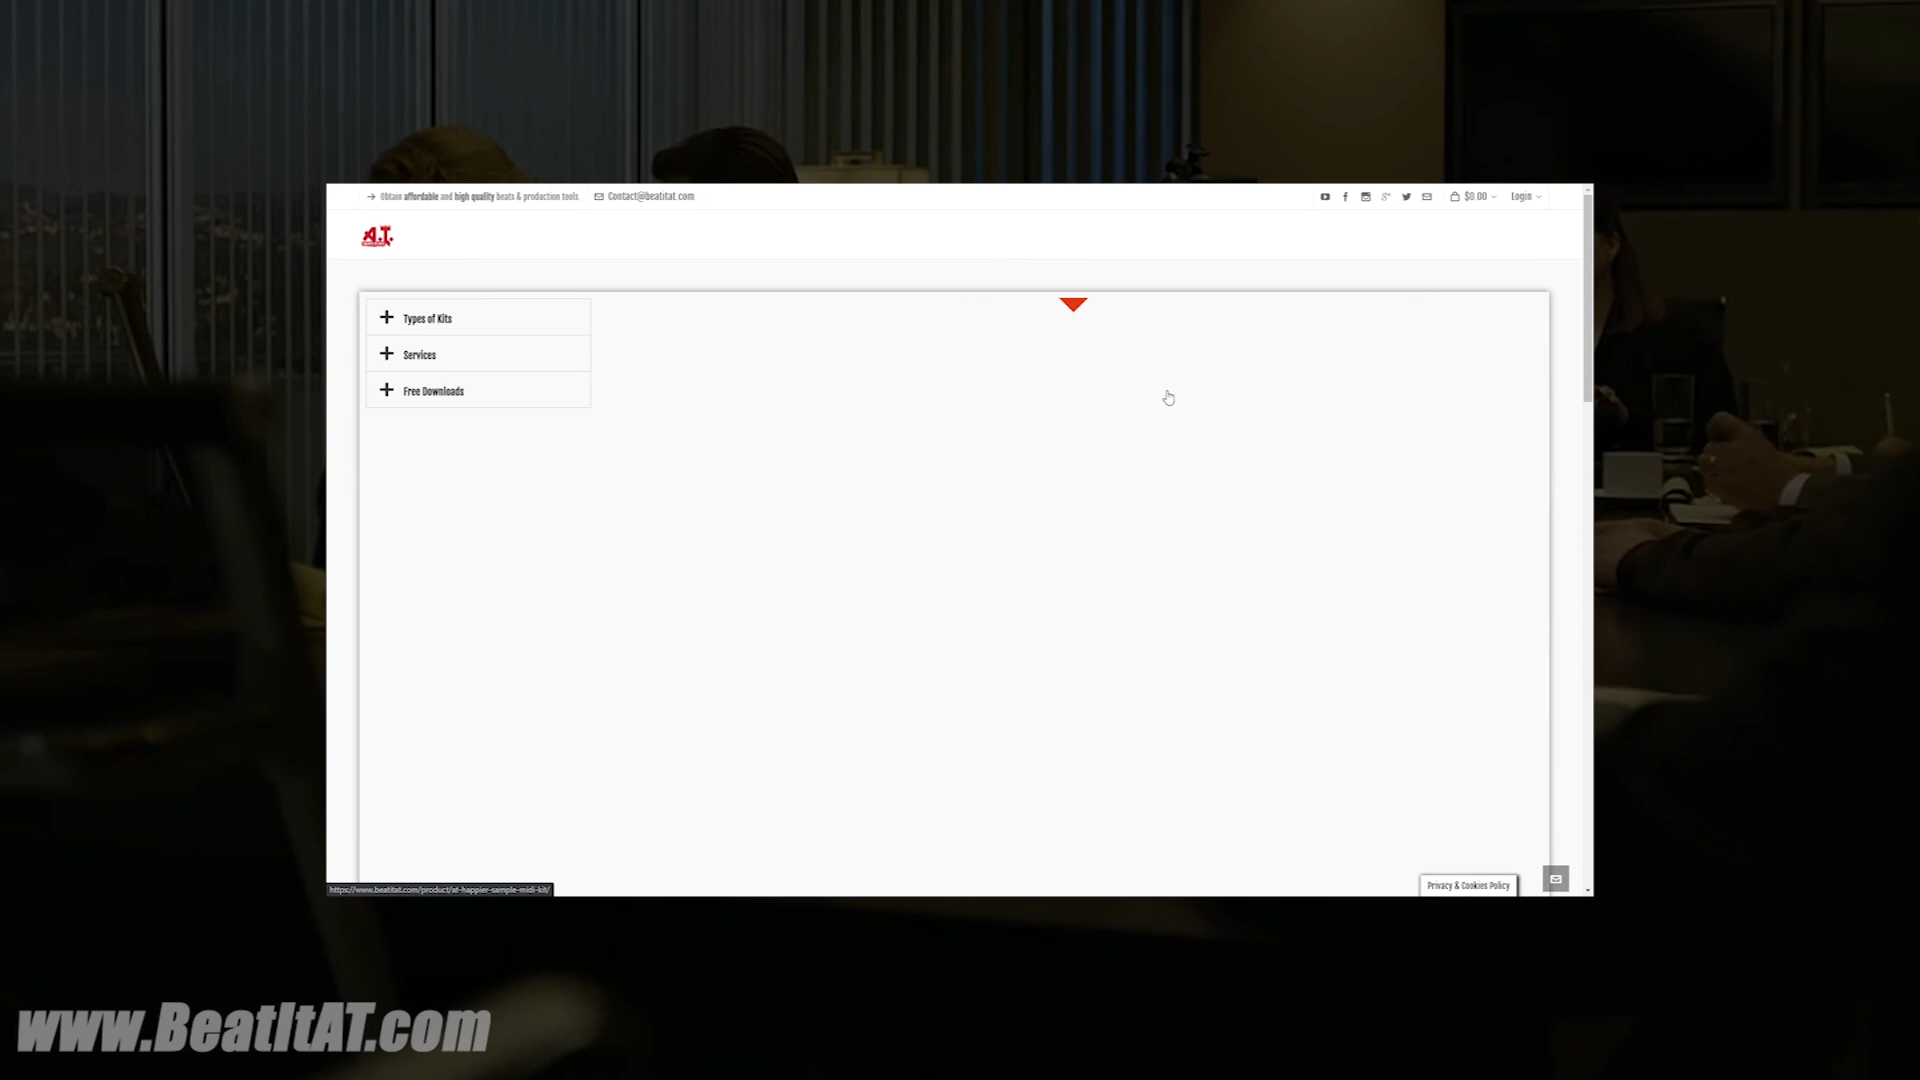 Obtain affordable and high quality beats & production tools.
Contact@beatitat.com
$0.00
Login
A.T.
Types of Kits
Services
Free Downloads
https://www.beatitat.com/product/at-happier-sample-midi-kit/
Privacy & Cookies Policy
www.BeatItAT.com